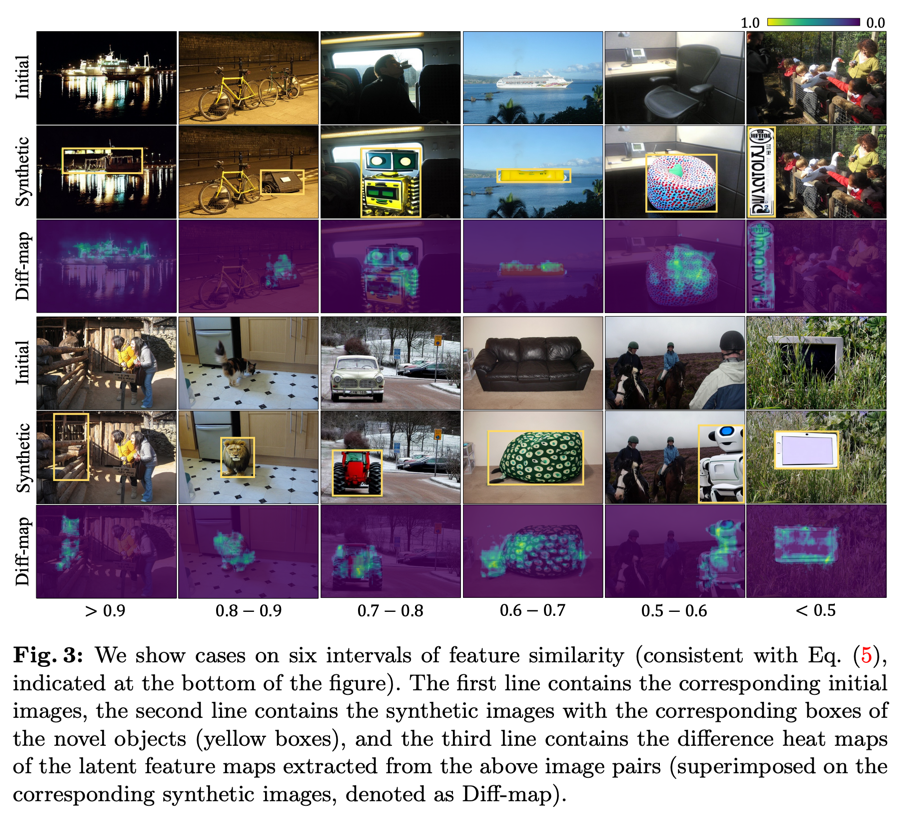 1.0 0.0
Initial
Synthetic
Diff-map
Initial
Synthetic
Diff-map
> 0.9 0.8 − 0.9 0.7 − 0.8 0.6 − 0.7 0.5 − 0.6 < 0.5
Fig. 3: We show cases on six intervals of feature similarity (consistent with Eq. (5),
indicated at the bottom of the figure). The first line contains the corresponding initial
images, the second line contains the synthetic images with the corresponding boxes of
the novel objects (yellow boxes), and the third line contains the difference heat maps
of the latent feature maps extracted from the above image pairs (superimposed on the
corresponding synthetic images, denoted as Diff-map).